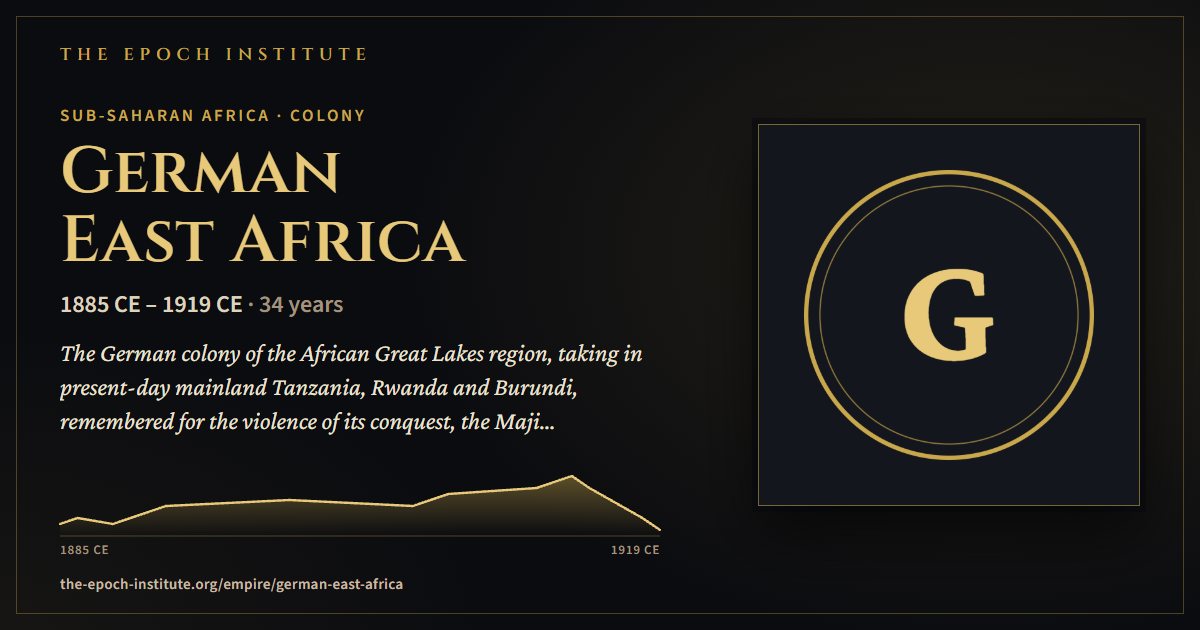 THE EPOCH INSTITUTE
SUB-SAHARAN AFRICA · COLONY
German
East Africa
1885 CE – 1919 CE · 34 years
The German colony of the African Great Lakes region, taking in
present-day mainland Tanzania, Rwanda and Burundi,
remembered for the violence of its conquest, the Maji...
G
1885 CE
1919 CE
the-epoch-institute.org/empire/german-east-africa